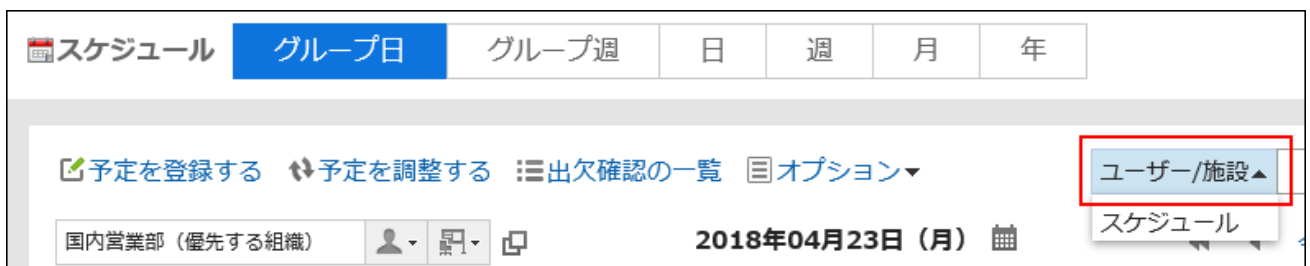 スケジュール グループ日 グループ週 日 週 月 年
予定を登録する 予定を調整する 出欠確認の一覧 オプション▼ ユーザー/施設▲
スケジュール
国内営業部（優先する組織） 2018年04月23日（月）